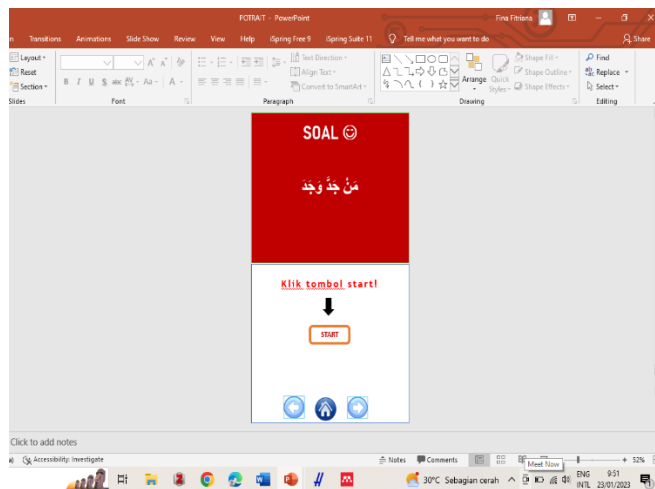 POTRAIT - PowerPoint
Fina Fitriana
Transitions Animations Slide Show Review View Help iSpring Free 9 iSpring Suite 11 Tell me what you want to do Share
Layout Text Direction Shape Fill Find
Reset Align Text Arrange Quick Styles Shape Outline Replace
Section Convert to SmartArt Shape Effects Select
Slides Font Paragraph Drawing Editing
SOAL
مَنْ جَدَّ وَجَدَ
Klik tombol start!
START
Click to add notes
Accessibility: Investigate Notes Comments Meet Now 52%
30°C Sebagian cerah ENG 9:51
INTL 23/01/2023